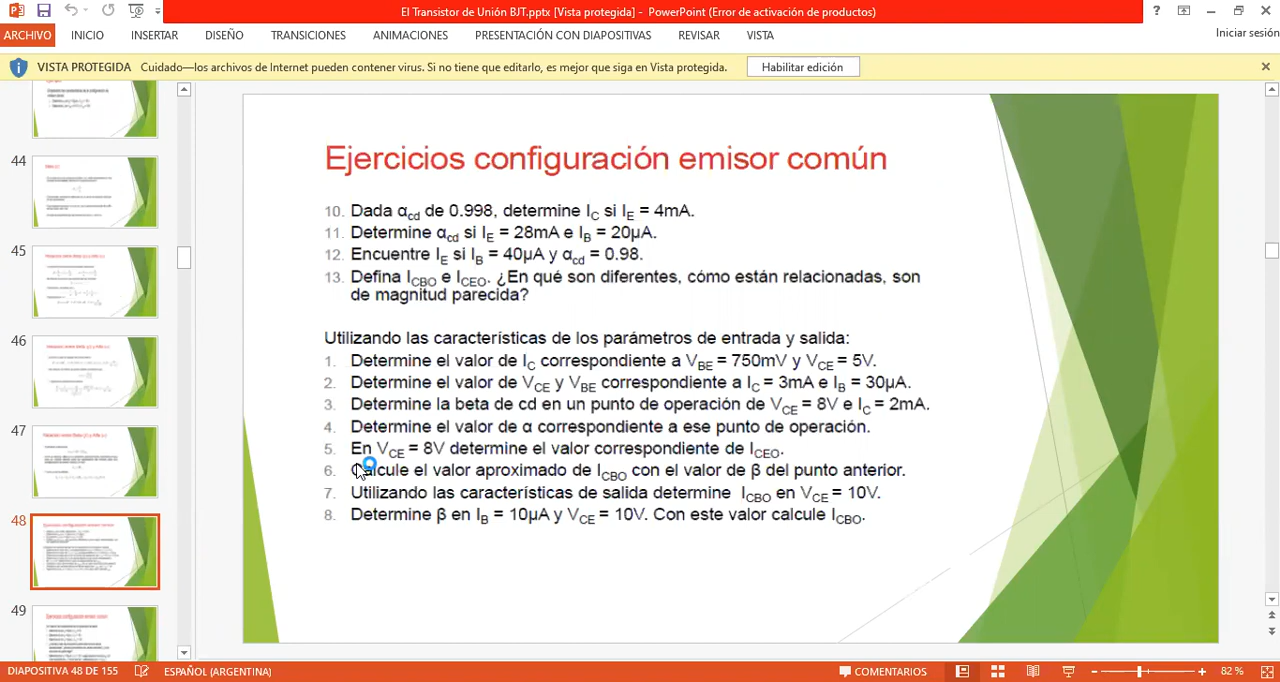 El Transistor de Unión BJT.pptx [Vista protegida] - PowerPoint (Error de activación de productos)
ARCHIVO INICIO INSERTAR DISEÑO TRANSICIONES ANIMACIONES PRESENTACIÓN CON DIAPOSITIVAS REVISAR VISTA Iniciar sesión
VISTA PROTEGIDA Cuidado—los archivos de Internet pueden contener virus. Si no tiene que editarlo, es mejor que siga en Vista protegida. Habilitar edición
44
45
46
47
48
49
Ejercicios configuración emisor común
10. Dada αcd de 0.998, determine IC si IE = 4mA.
11. Determine αcd si IE = 28mA e IB = 20µA.
12. Encuentre IE si IB = 40µA y αcd = 0.98.
13. Defina ICBO e ICEO. ¿En qué son diferentes, cómo están relacionadas, son
de magnitud parecida?
Utilizando las características de los parámetros de entrada y salida:
1. Determine el valor de IC correspondiente a VBE = 750mV y VCE = 5V.
2. Determine el valor de VCE y VBE correspondiente a IC = 3mA e IB = 30µA.
3. Determine la beta de cd en un punto de operación de VCE = 8V e IC = 2mA.
4. Determine el valor de α correspondiente a ese punto de operación.
5. En VCE = 8V determine el valor correspondiente de ICEO.
6. Calcule el valor aproximado de ICBO con el valor de β del punto anterior.
7. Utilizando las características de salida determine ICBO en VCE = 10V.
8. Determine β en IB = 10µA y VCE = 10V. Con este valor calcule ICBO.
DIAPOSITIVA 48 DE 155 ESPAÑOL (ARGENTINA) COMENTARIOS 82 %